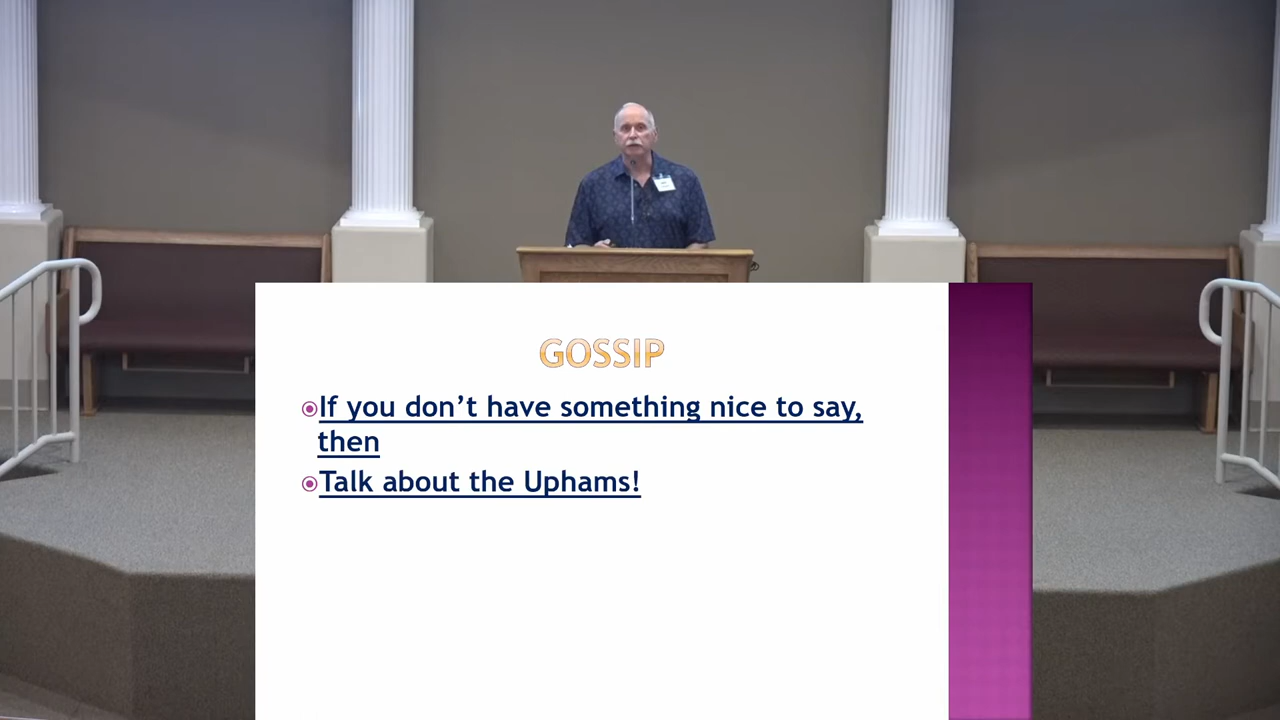 GOSSIP
If you don’t have something nice to say,
then
Talk about the Uphams!